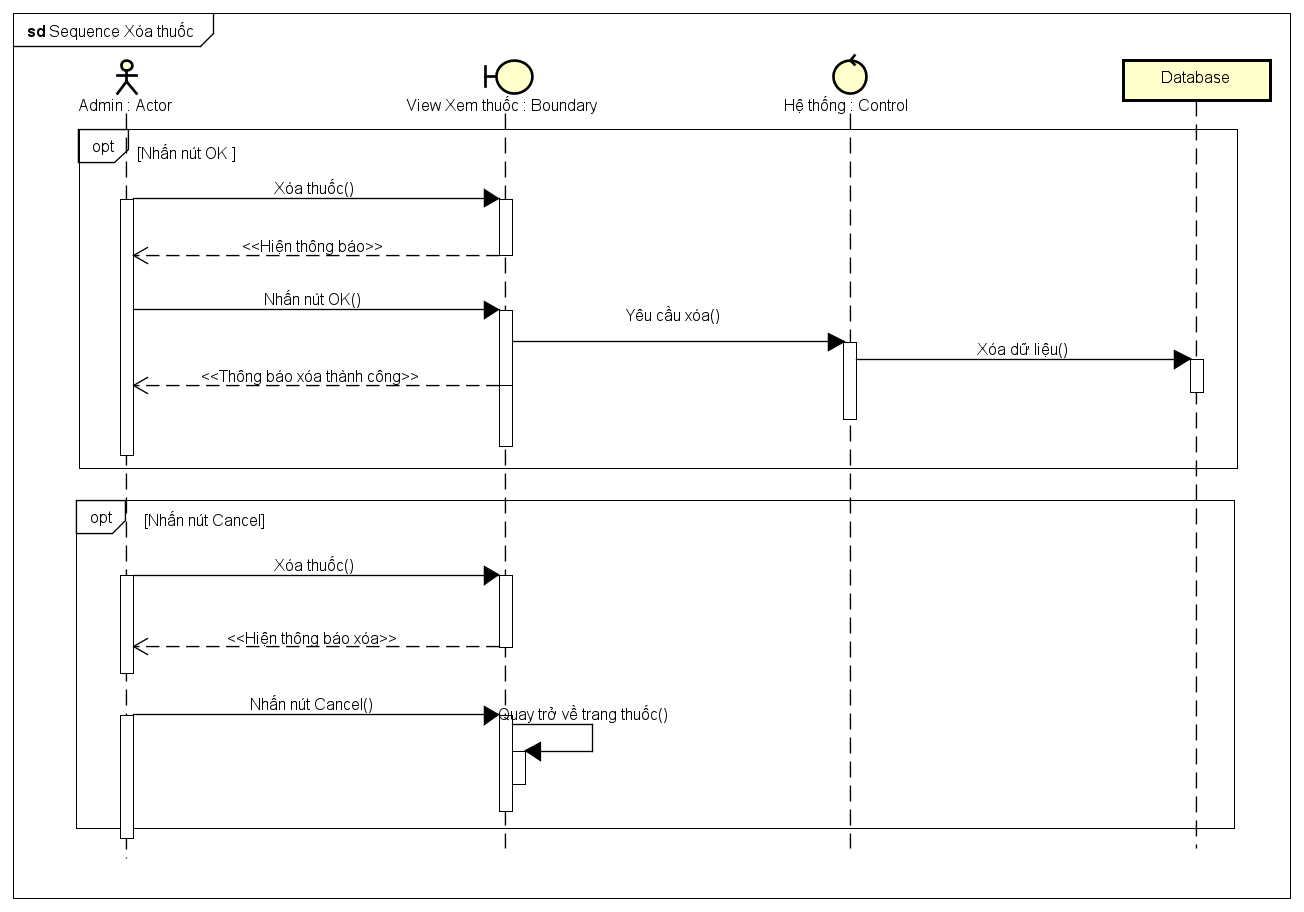 sd Sequence Xóa thuốc
Admin : Actor
View Xem thuốc : Boundary
Hệ thống : Control
Database
opt
[Nhấn nút OK ]
Xóa thuốc()
<<Hiện thông báo>>
Nhấn nút OK()
Yêu cầu xóa()
Xóa dữ liệu()
<<Thông báo xóa thành công>>
opt
[Nhấn nút Cancel]
Xóa thuốc()
<<Hiện thông báo xóa>>
Nhấn nút Cancel()
Quay trở về trang thuốc()